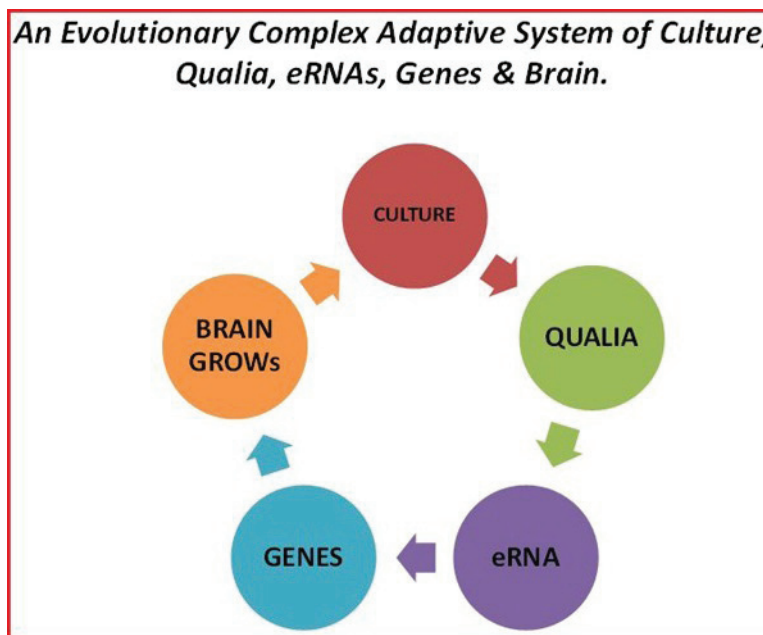 An Evolutionary Complex Adaptive System of Culture,
Qualia, eRNAs, Genes & Brain.
CULTURE
QUALIA
eRNA
GENES
BRAIN
GROWs